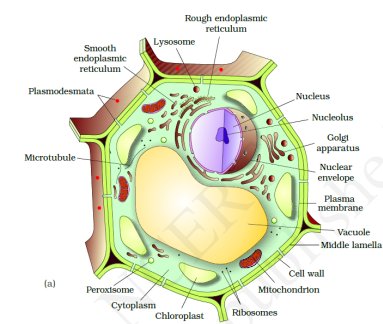 Rough endoplasmic
reticulum
Lysosome
Smooth
endoplasmic
reticulum
Plasmodesmata
Nucleus
Nucleolus
Golgi
apparatus
Microtubule
Nuclear
envelope
Plasma
membrane
Vacuole
Middle lamella
(a)
Cell wall
Peroxisome
Mitochondrion
Cytoplasm
Ribosomes
Chloroplast